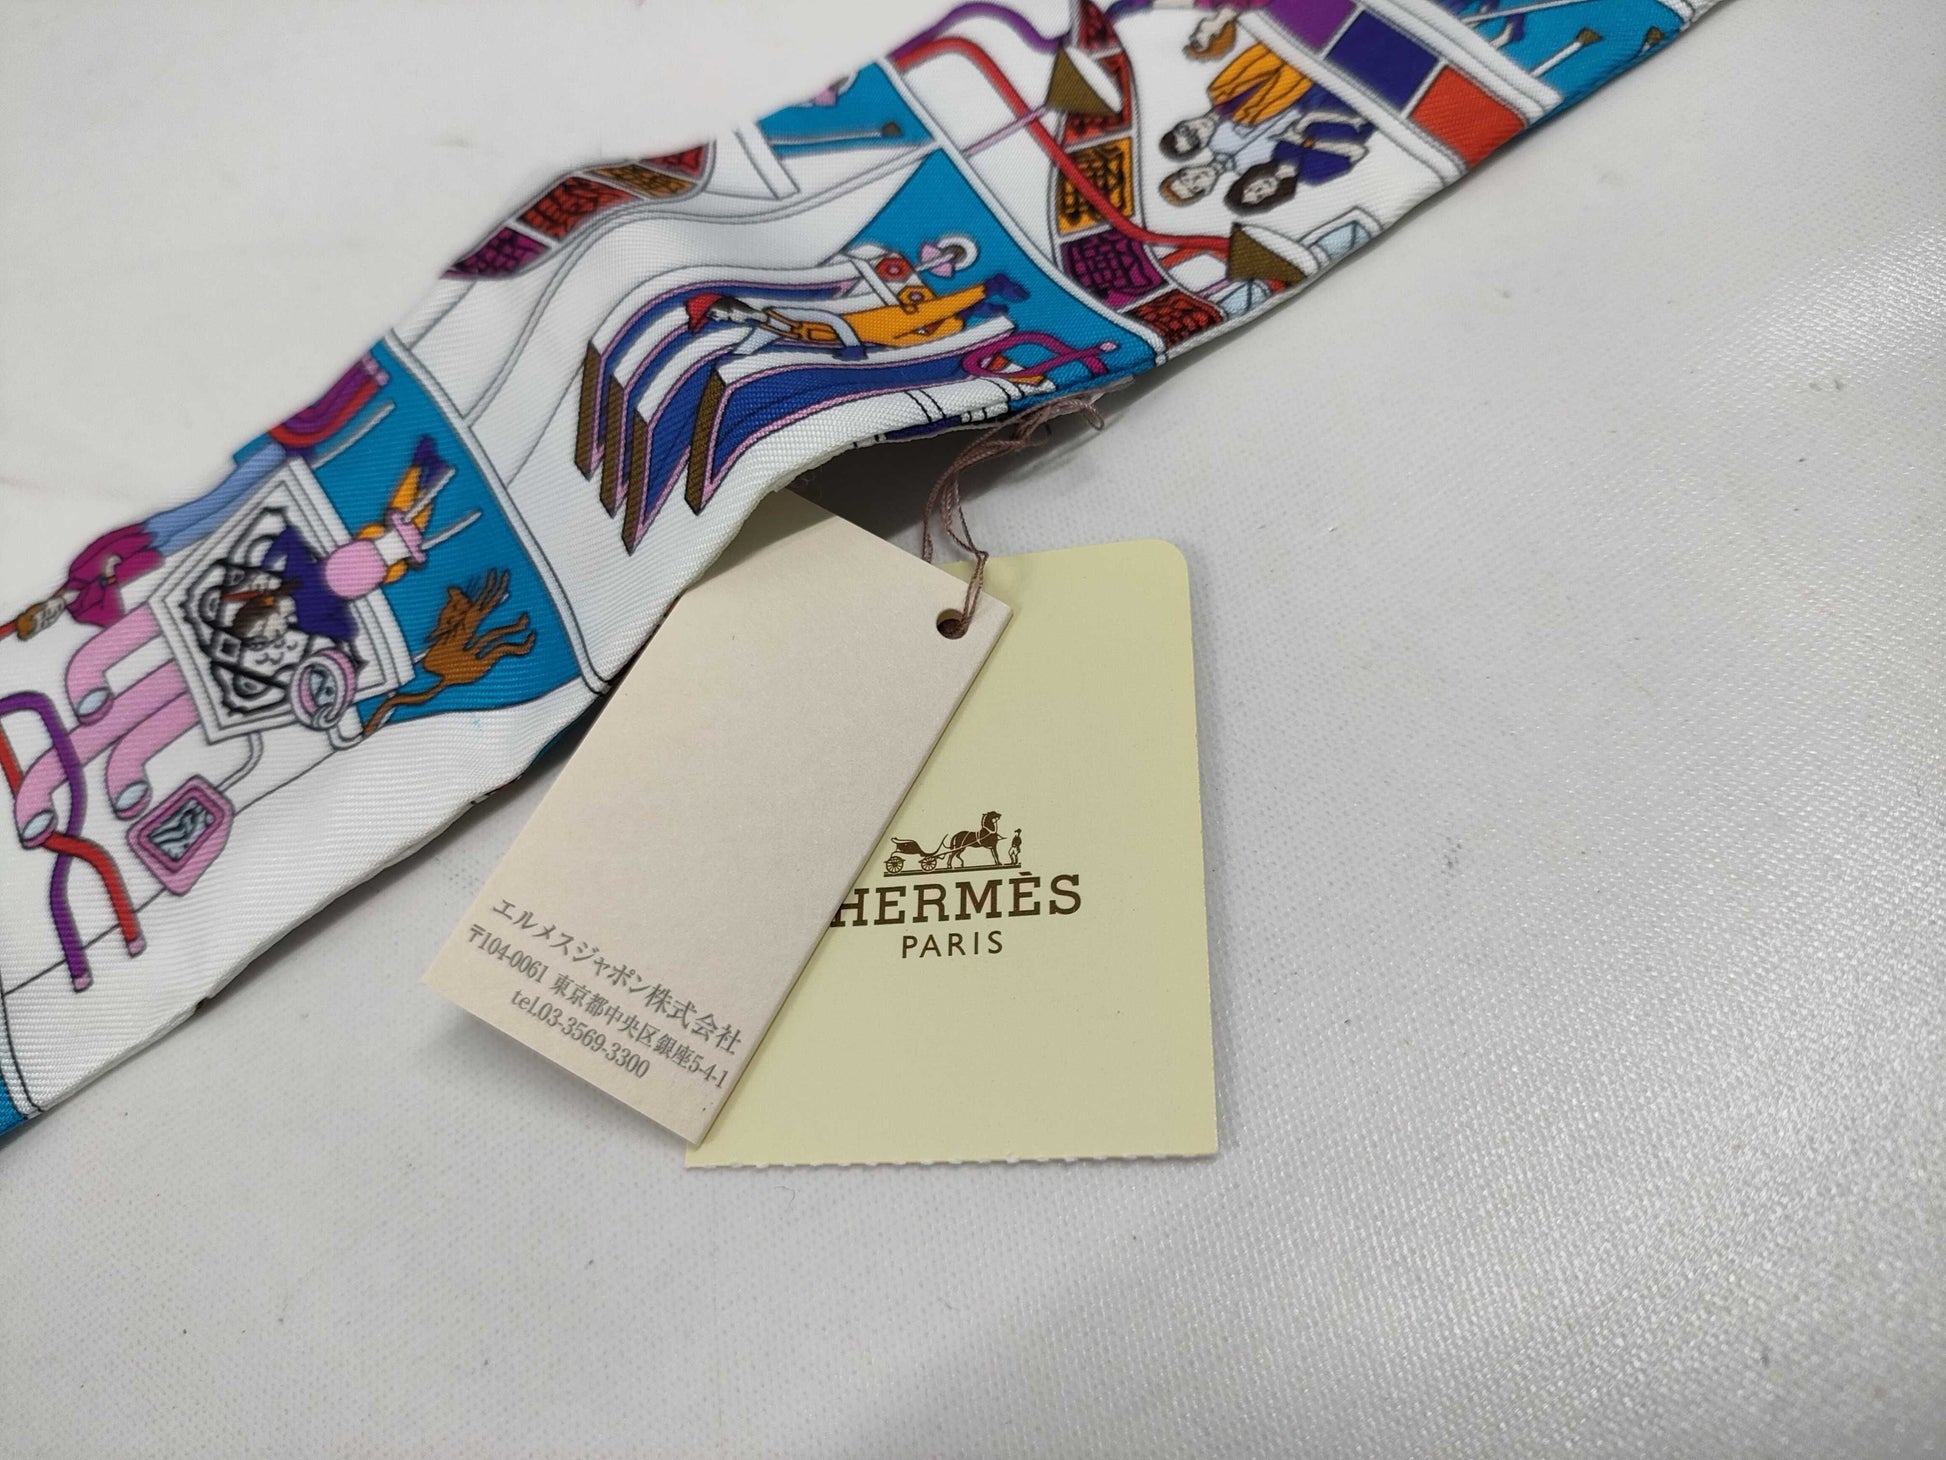 エルメスジャポン株式会社
〒104-0061 東京都中央区銀座5-4-1
tel.03-3569-3300
HERMÈS
PARIS